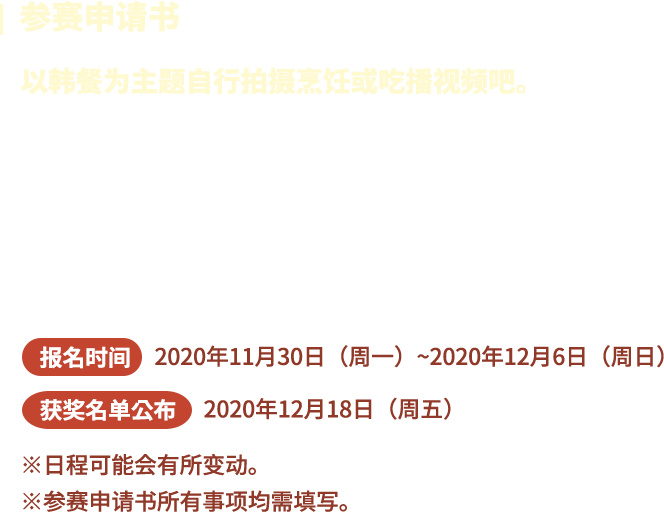 参赛申请书
以韩餐为主题自行拍摄烹饪或吃播视频吧。
报名时间 2020年11月30日（周一）~2020年12月6日（周日）
获奖名单公布 2020年12月18日（周五）
※日程可能会有所变动。
※参赛申请书所有事项均需填写。